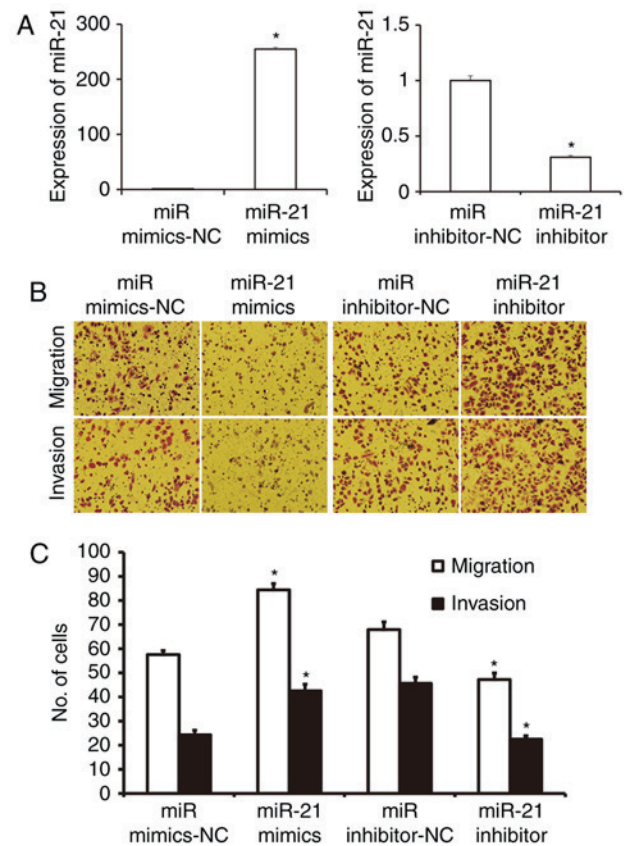 A
Expression of miR-21
300
200
100
0
*
miR
mimics-NC
miR-21
mimics
Expression of miR-21
1.5
1
0.5
0
*
miR
inhibitor-NC
miR-21
inhibitor
B
miR
mimics-NC
miR-21
mimics
miR
inhibitor-NC
miR-21
inhibitor
Migration
Invasion
C
No. of cells
100
90
80
70
60
50
40
30
20
10
0
*
*
*
*
Migration
Invasion
miR
mimics-NC
miR-21
mimics
miR
inhibitor-NC
miR-21
inhibitor